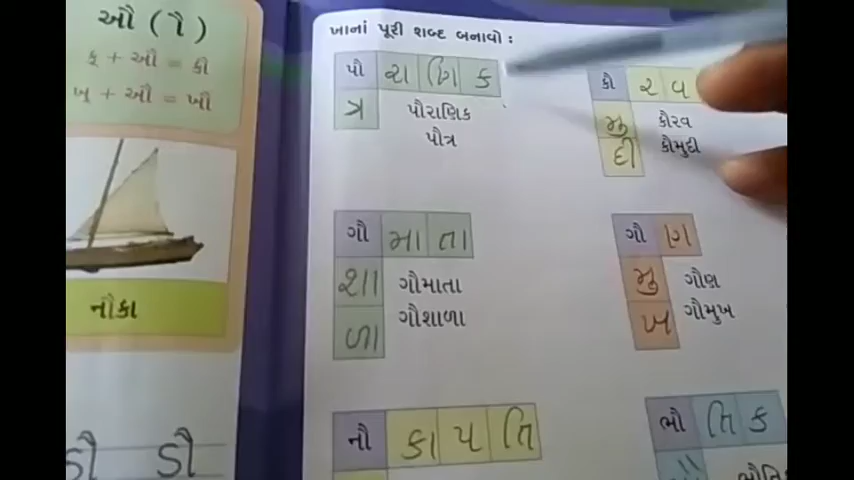 ઔ ( ૌ )
ક્ + ઔ = કૌ
ખ્ + ઔ = ખૌ
નૌકા
ડૌ ડૌ
ખાનાં પૂરી શબ્દ બનાવો :
પૌ રા ણિ ક
ત્ર
પૌરાણિક
પૌત્ર
કૌ ર વ
મુ
દી
કૌરવ
કૌમુદી
ગૌ મા તા
શા
ળા
ગૌમાતા
ગૌશાળા
ગૌ ણ
મુ
ખ
ગૌણ
ગૌમુખ
નૌ કા પ તિ
ભૌ તિ ક